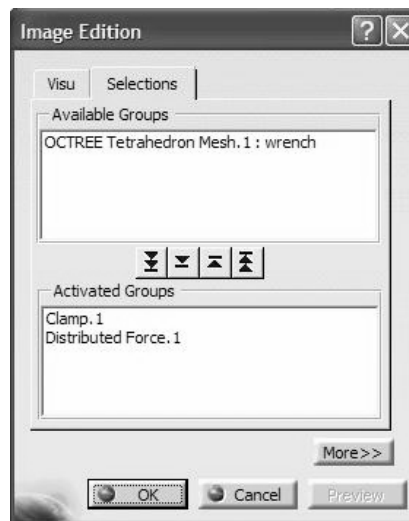 Image Edition
Visu
Selections
Available Groups
OCTREE Tetrahedron Mesh.1 : wrench
Activated Groups
Clamp.1
Distributed Force.1
More>>
OK
Cancel
Preview